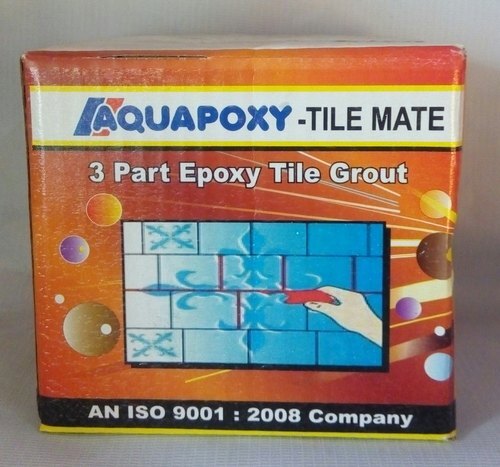 AQUAPOXY -TILE MATE
3 Part Epoxy Tile Grout
AN ISO 9001 : 2008 Company